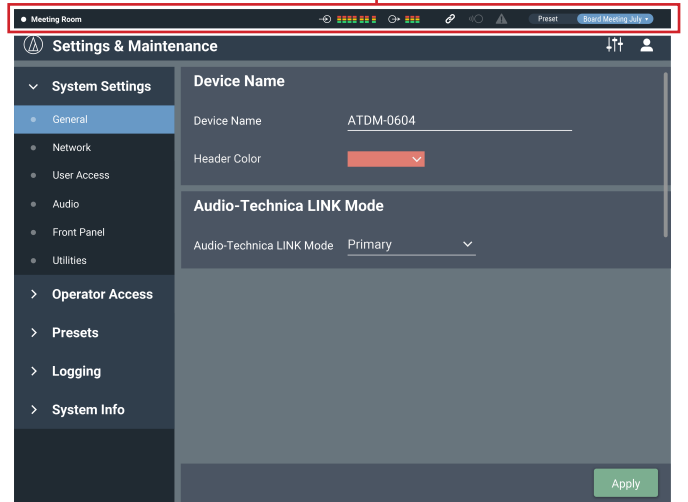 Meeting Room
Preset
Board Meeting July
Settings & Maintenance
System Settings
General
Network
User Access
Audio
Front Panel
Utilities
Operator Access
Presets
Logging
System Info
Device Name
Device Name ATDM-0604
Header Color
Audio-Technica LINK Mode
Audio-Technica LINK Mode Primary
Apply